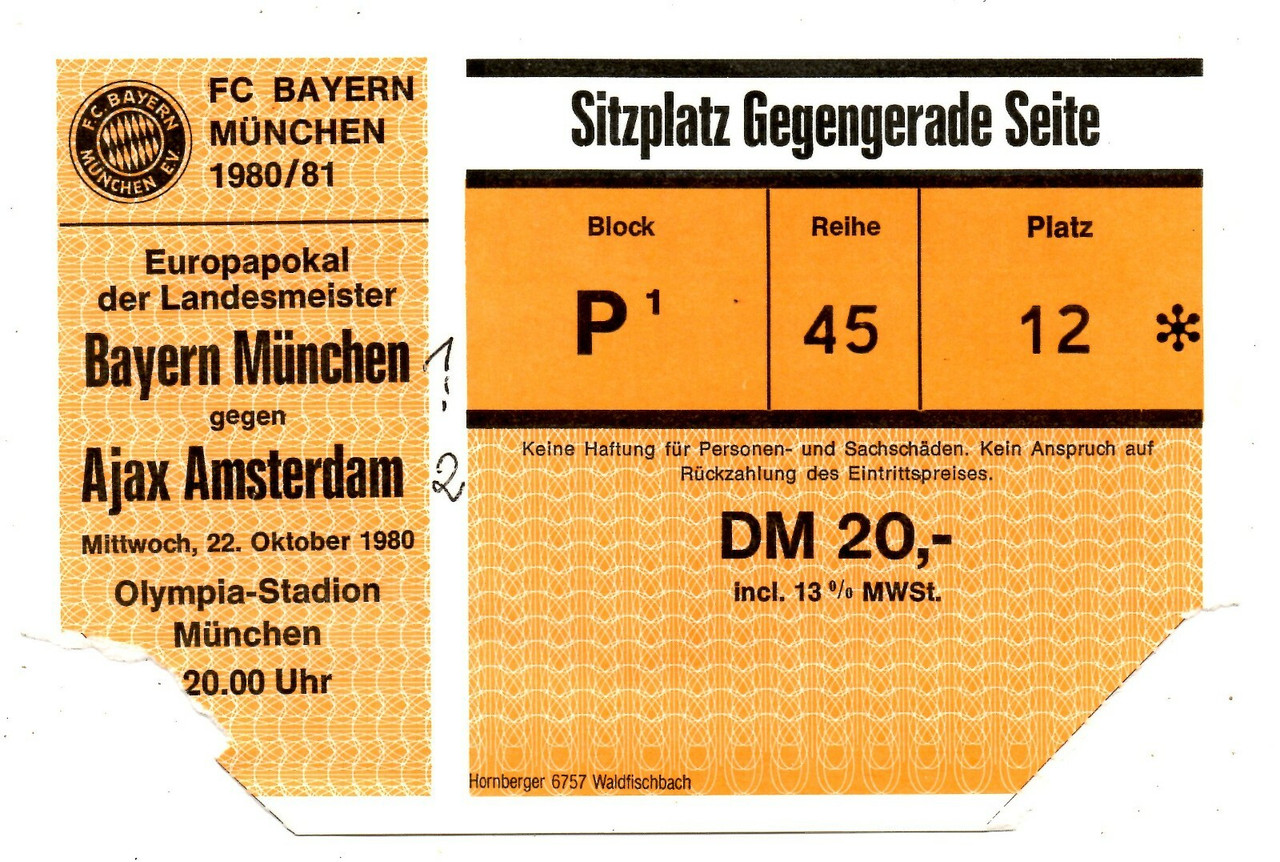 F.C. BAYERN MÜNCHEN E.V.
FC BAYERN
MÜNCHEN
1980/81
Europapokal
der Landesmeister
Bayern München 1
:
gegen
Ajax Amsterdam 2
Mittwoch, 22. Oktober 1980
Olympia-Stadion
München
20.00 Uhr
Sitzplatz Gegengerade Seite
Block Reihe Platz
P 1 45 12 *
Keine Haftung für Personen- und Sachschäden. Kein Anspruch auf
Rückzahlung des Eintrittspreises.
DM 20,-
incl. 13 % MWSt.
Hornberger 6757 Waldfischbach